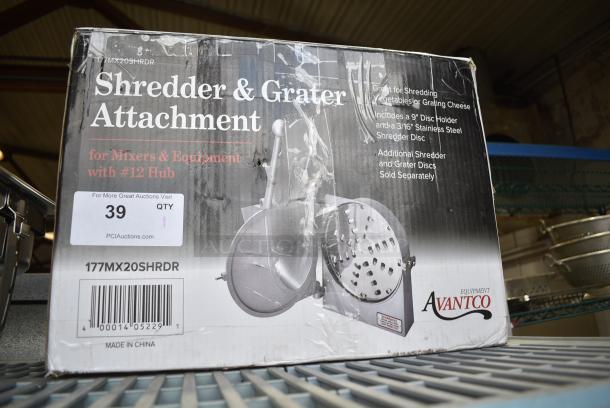 177MX20SHRDR
Shredder & Grater
Attachment
for Mixers & Equipment
with #12 Hub
Great for Shredding
Vegetables or Grating Cheese
Includes a 9" Disc Holder
and a 3/16" Stainless Steel
Shredder Disc
Additional Shredder
and Grater Discs
Sold Separately
For More Great Auctions Visit
39 QTY
1
PCIAuctions.com
177MX20SHRDR
4 00014 05229 1
MADE IN CHINA
EQUIPMENT
AVANTCO